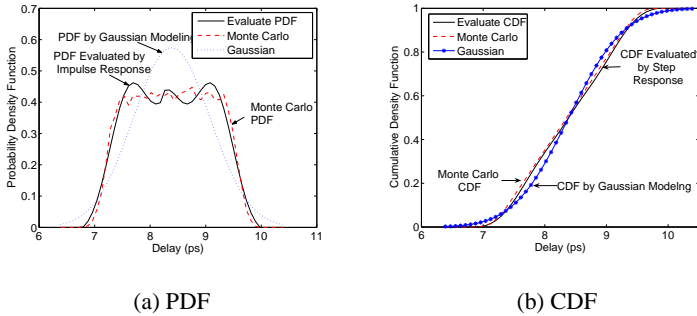 (a)
PDF by Gaussian Modeling
Evaluate PDF
Monte Carlo
Gaussian
PDF Evaluated by
Impulse Response
Monte Carlo
PDF
Probability Density Function
0.7
0.6
0.5
0.4
0.3
0.2
0.1
0
6 7 8 9 10 11
Delay (ps)
(b)
Evaluate CDF
Monte Carlo
Gaussian
CDF Evaluated
by Step
Response
Monte Carlo
CDF
CDF by Gaussian Modelng
Cumulative Density Function
1
0.8
0.6
0.4
0.2
0
6 7 8 9 10
Delay (ps)
(a) PDF
(b) CDF